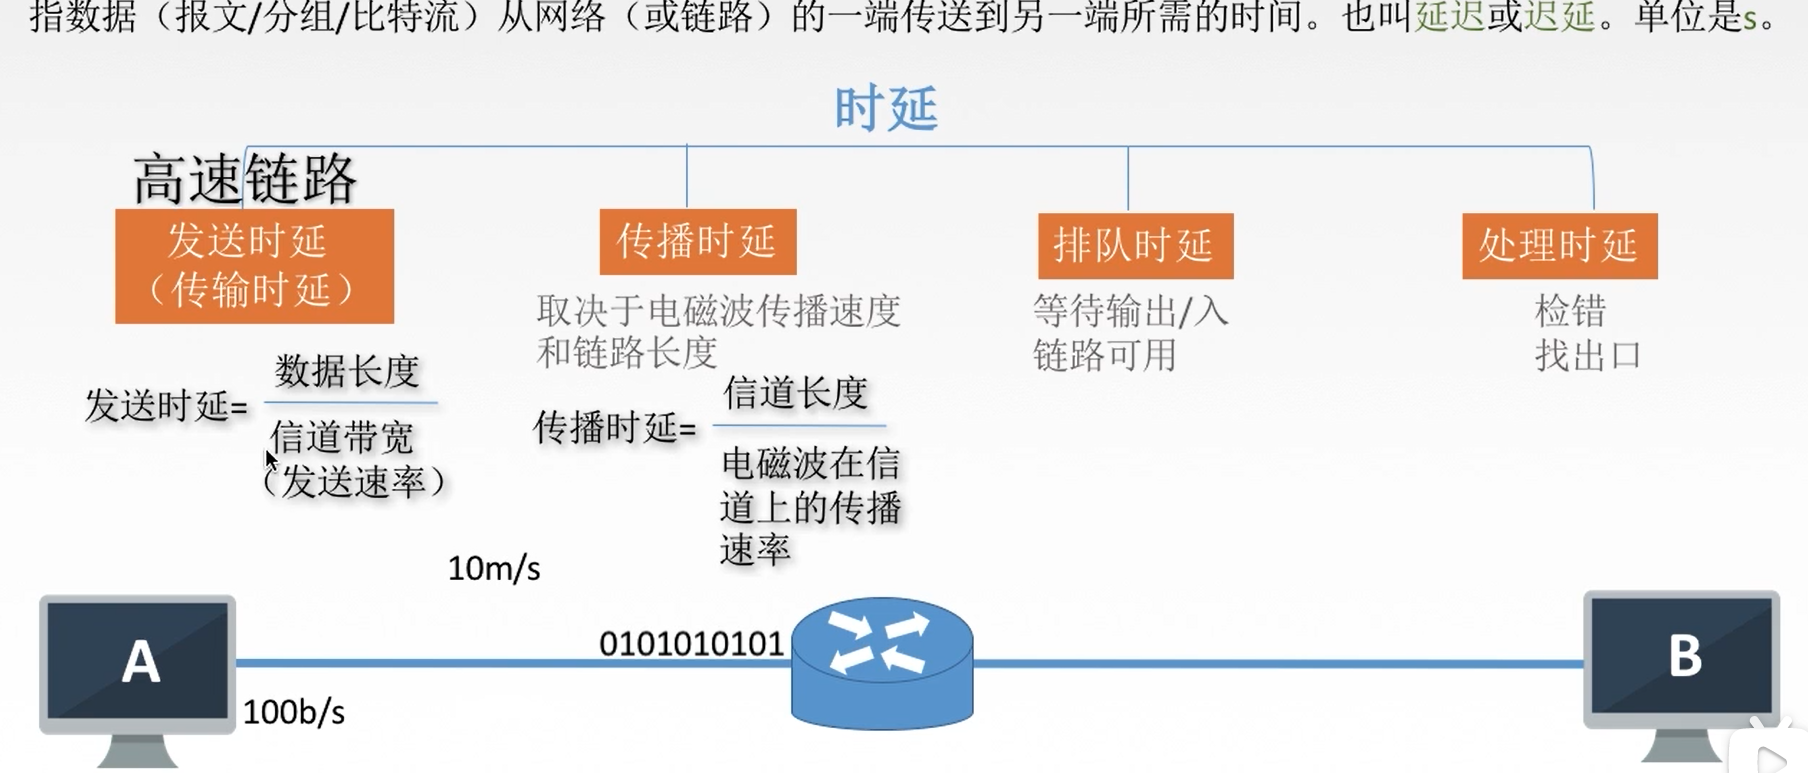 指数据（报文/分组/比特流）从网络（或链路）的一端传送到另一端所需的时间。也叫延迟或迟延。单位是s。
时延
高速链路
发送时延
（传输时延）
传播时延
排队时延
处理时延
取决于电磁波传播速度
和链路长度
等待输出/入
链路可用
检错
找出口
发送时延=
数据长度
信道带宽
（发送速率）
传播时延=
信道长度
电磁波在信
道上的传播
速率
10m/s
0101010101
A
B
100b/s